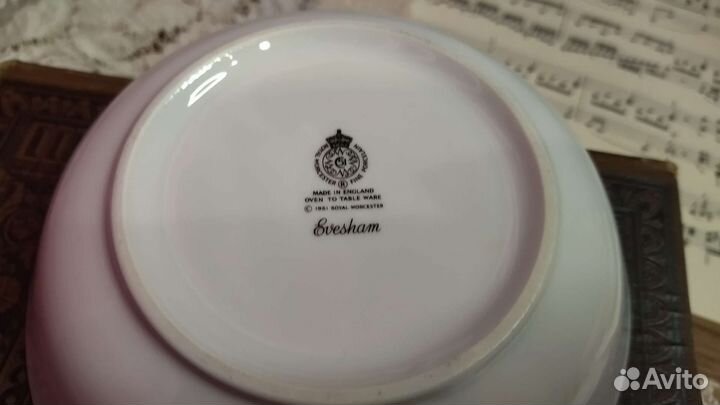 ROYAL WORCESTER FINE PORCELAIN
MADE IN ENGLAND
OVEN TO TABLE WARE
© 1961 ROYAL WORCESTER
Evesham
Avito